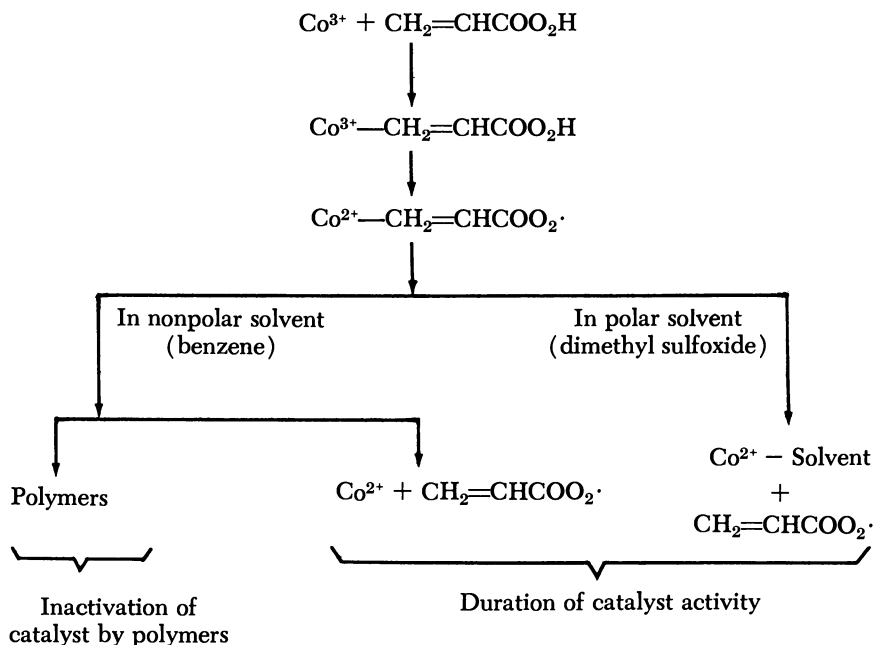 Co³⁺ + CH₂=CHCOO₂H
Co³⁺—CH₂=CHCOO₂H
Co²⁺—CH₂=CHCOO₂·
In nonpolar solvent
(benzene)
In polar solvent
(dimethyl sulfoxide)
Polymers
Co²⁺ + CH₂=CHCOO₂·
Co²⁺ − Solvent
+
CH₂=CHCOO₂·
Inactivation of
catalyst by polymers
Duration of catalyst activity